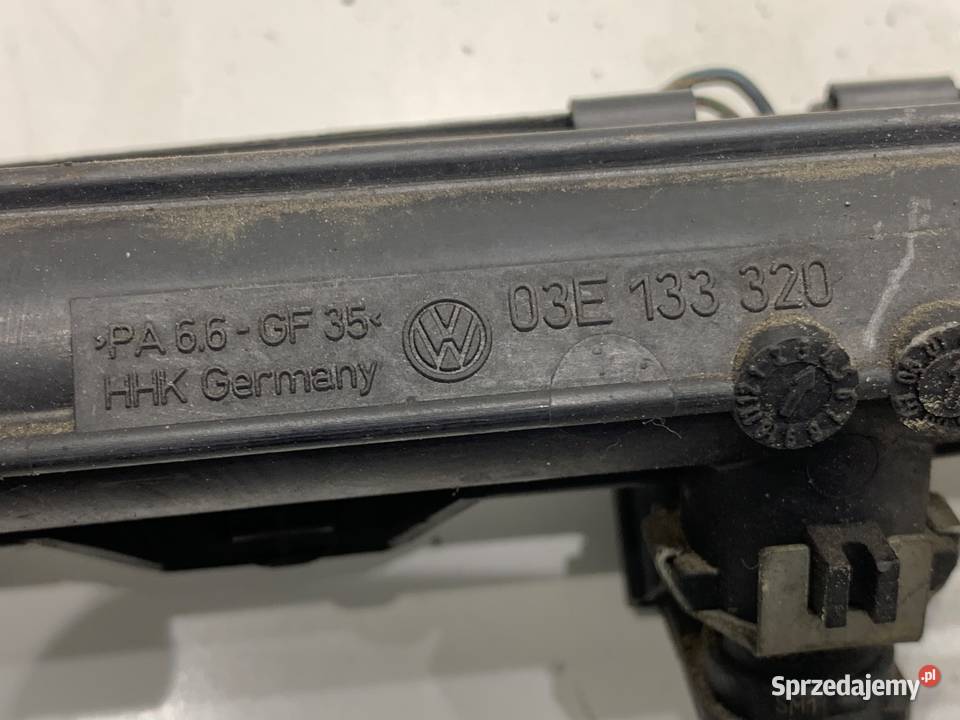 >PA 6.6-GF 35<
HHK Germany
03E 133 320
Sprzedajemy.pl